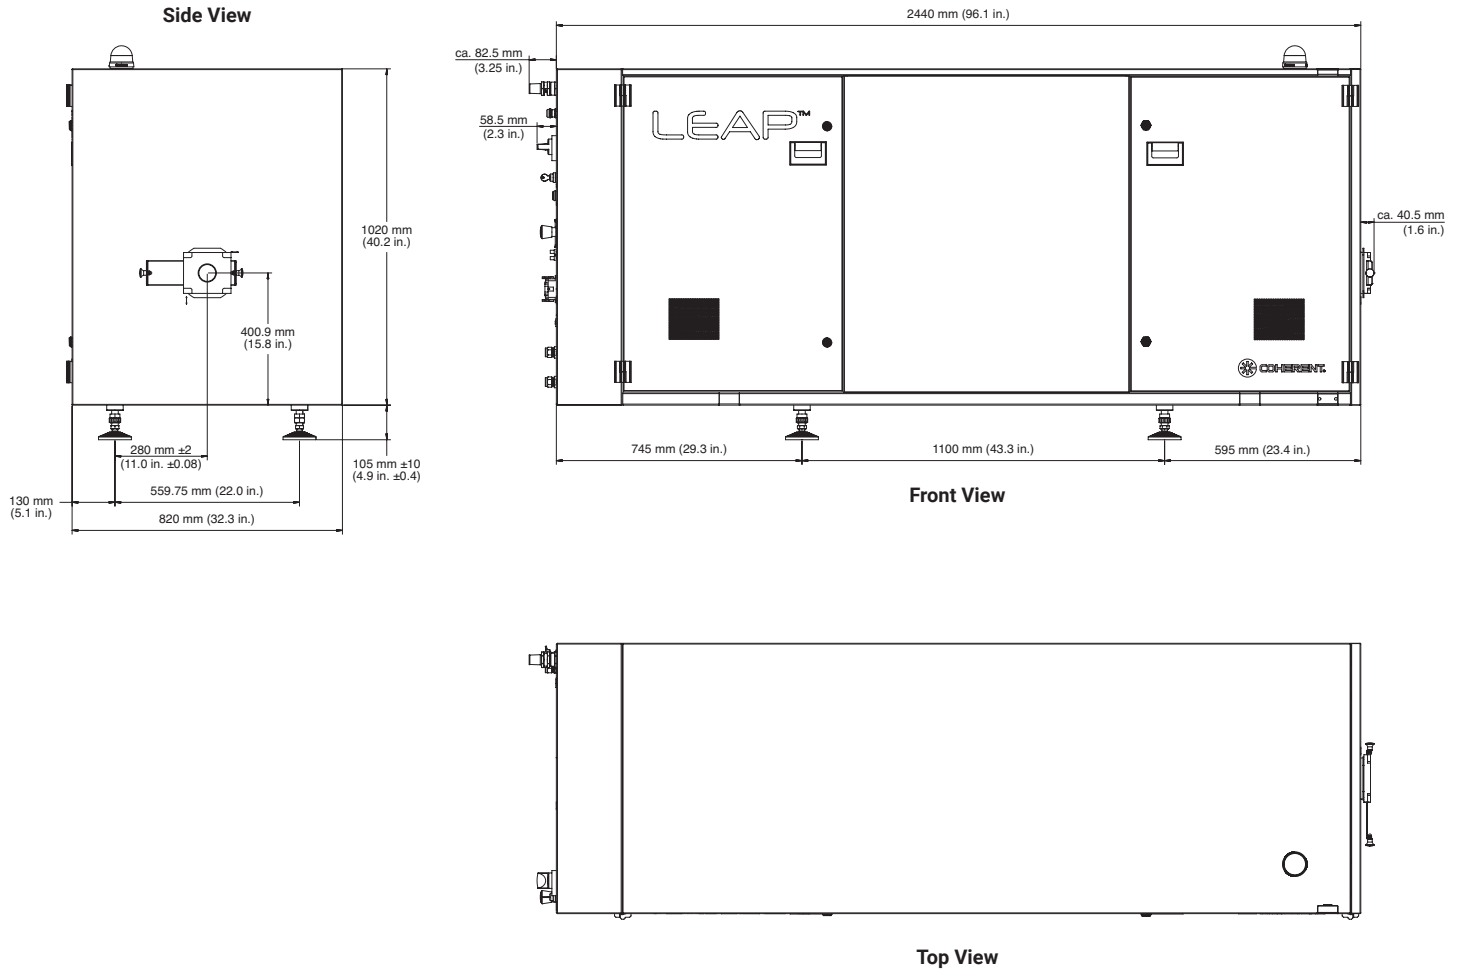 Side View
1020 mm
(40.2 in.)
400.9 mm
(15.8 in.)
280 mm ±2
(11.0 in. ±0.08)
105 mm ±10
(4.9 in. ±0.4)
559.75 mm (22.0 in.)
130 mm
(5.1 in.)
820 mm (32.3 in.)
2440 mm (96.1 in.)
ca. 82.5 mm
(3.25 in.)
58.5 mm
(2.3 in.)
LEAP™
ca. 40.5 mm
(1.6 in.)
COHERENT.
745 mm (29.3 in.)
1100 mm (43.3 in.)
595 mm (23.4 in.)
Front View
Top View